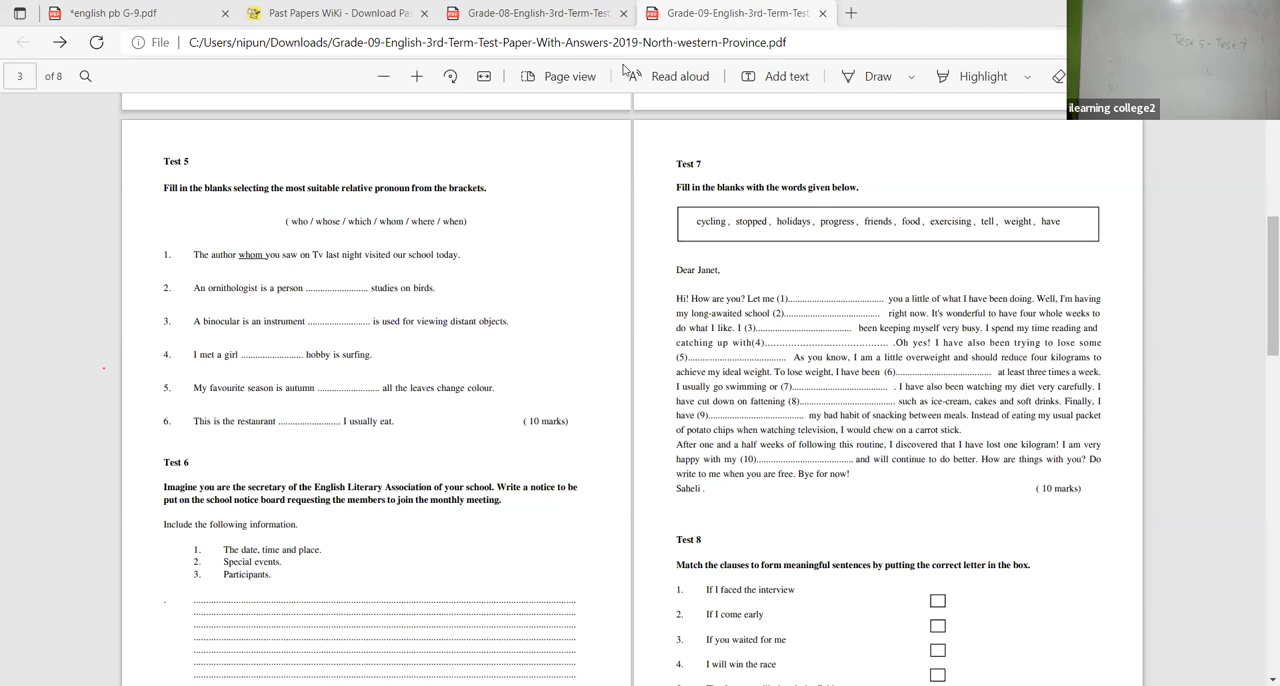 *english pb G-9.pdf
Past Papers WiKi - Download Pa
Grade-08-English-3rd-Term-Test
Grade-09-English-3rd-Term-Test
File
C:/Users/nipun/Downloads/Grade-09-English-3rd-Term-Test-Paper-With-Answers-2019-North-western-Province.pdf
3 of 8
Page view
Read aloud
Add text
Draw
Highlight
Test 5 - Test 7
ilearning college2
Test 5
Fill in the blanks selecting the most suitable relative pronoun from the brackets.
( who / whose / which / whom / where / when)
1. The author whom you saw on Tv last night visited our school today.
2. An ornithologist is a person ......................... studies on birds.
3. A binocular is an instrument ......................... is used for viewing distant objects.
4. I met a girl ......................... hobby is surfing.
5. My favourite season is autumn ......................... all the leaves change colour.
6. This is the restaurant ......................... I usually eat. ( 10 marks)
Test 6
Imagine you are the secretary of the English Literary Association of your school. Write a notice to be
put on the school notice board requesting the members to join the monthly meeting.
Include the following information.
1. The date, time and place.
2. Special events.
3. Participants.
Test 7
Fill in the blanks with the words given below.
cycling , stopped , holidays , progress , friends , food , exercising , tell , weight , have
Dear Janet,
Hi! How are you? Let me (1)...................................... you a little of what I have been doing. Well, I'm having
my long-awaited school (2)...................................... right now. It's wonderful to have four whole weeks to
do what I like. I (3)...................................... been keeping myself very busy. I spend my time reading and
catching up with(4)......................................... .Oh yes! I have also been trying to lose some
(5)....................................... As you know, I am a little overweight and should reduce four kilograms to
achieve my ideal weight. To lose weight, I have been (6)...................................... at least three times a week.
I usually go swimming or (7)...................................... . I have also been watching my diet very carefully. I
have cut down on fattening (8)...................................... such as ice-cream, cakes and soft drinks. Finally, I
have (9)...................................... my bad habit of snacking between meals. Instead of eating my usual packet
of potato chips when watching television, I would chew on a carrot stick.
After one and a half weeks of following this routine, I discovered that I have lost one kilogram! I am very
happy with my (10)...................................... and will continue to do better. How are things with you? Do
write to me when you are free. Bye for now!
Saheli . ( 10 marks)
Test 8
Match the clauses to form meaningful sentences by putting the correct letter in the box.
1. If I faced the interview
2. If I come early
3. If you waited for me
4. I will win the race